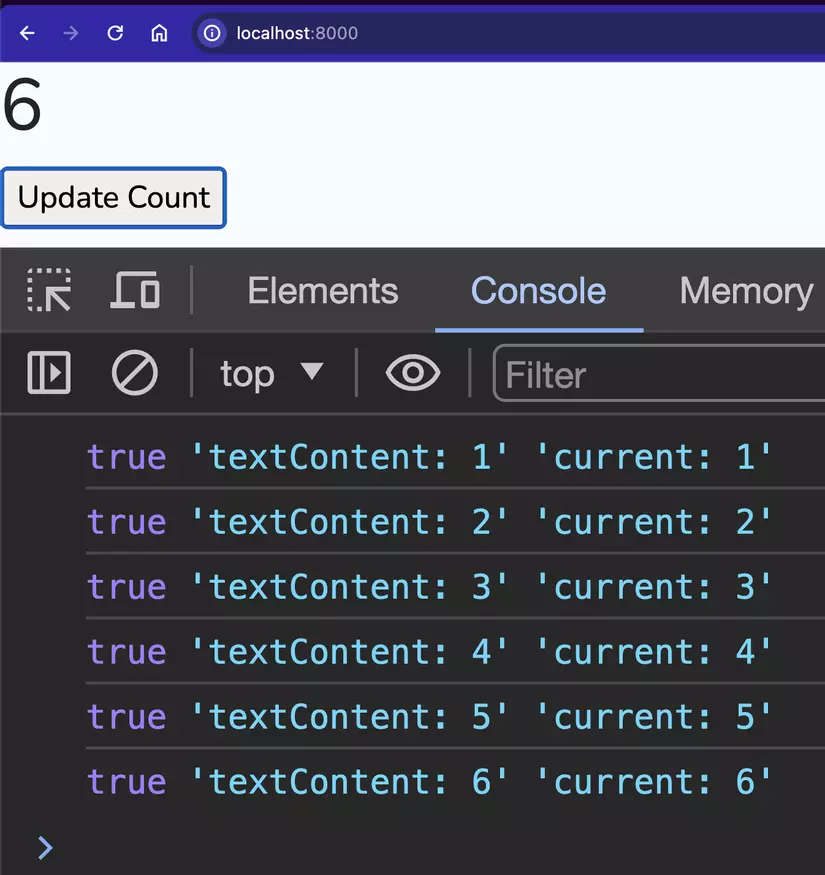 localhost:8000
6
Update Count
Elements Console Memory
top Filter
true 'textContent: 1' 'current: 1'
true 'textContent: 2' 'current: 2'
true 'textContent: 3' 'current: 3'
true 'textContent: 4' 'current: 4'
true 'textContent: 5' 'current: 5'
true 'textContent: 6' 'current: 6'